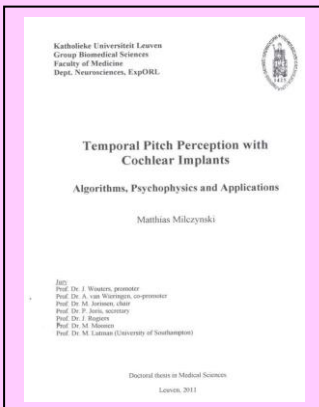 Katholieke Universiteit Leuven
Group Biomedical Sciences
Faculty of Medicine
Dept. Neurosciences, ExpORL
Temporal Pitch Perception with
Cochlear Implants
Algorithms, Psychophysics and Applications
Matthias Milczynski
Jury
Prof. Dr. J. Wouters, promoter
Prof. Dr. A. van Wieringen, co-promoter
Prof. Dr. M. Jorissen, chair
Prof. Dr. P. Joris, secretary
Prof. Dr. J. Rogiers
Prof. Dr. M. Moonen
Prof. Dr. M. Lutman (University of Southampton)
Doctoral thesis in Medical Sciences
Leuven, 2011